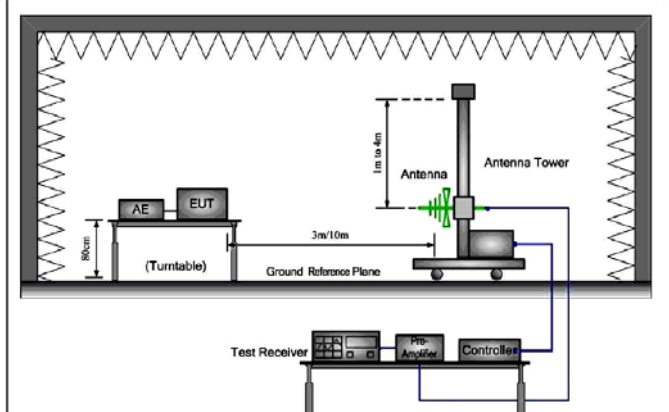 1m to 4m
Antenna Tower
Antenna
AE
EUT
3m/10m
80cm
(Turntable)
Ground Reference Plane
Test Receiver
Pre-
Amplifier
Controller